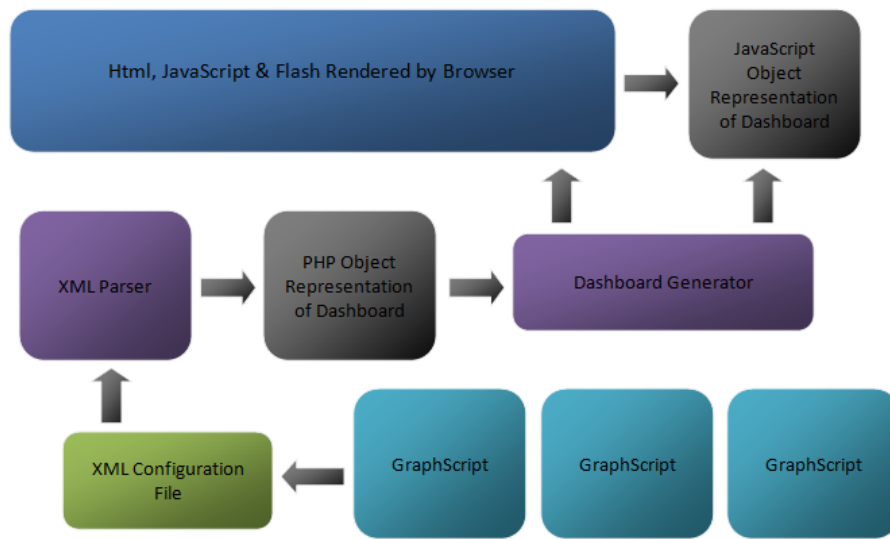 Html, JavaScript & Flash Rendered by Browser
JavaScript
Object
Representation
of Dashboard
XML Parser
PHP Object
Representation
of Dashboard
Dashboard Generator
XML Configuration
File
GraphScript
GraphScript
GraphScript